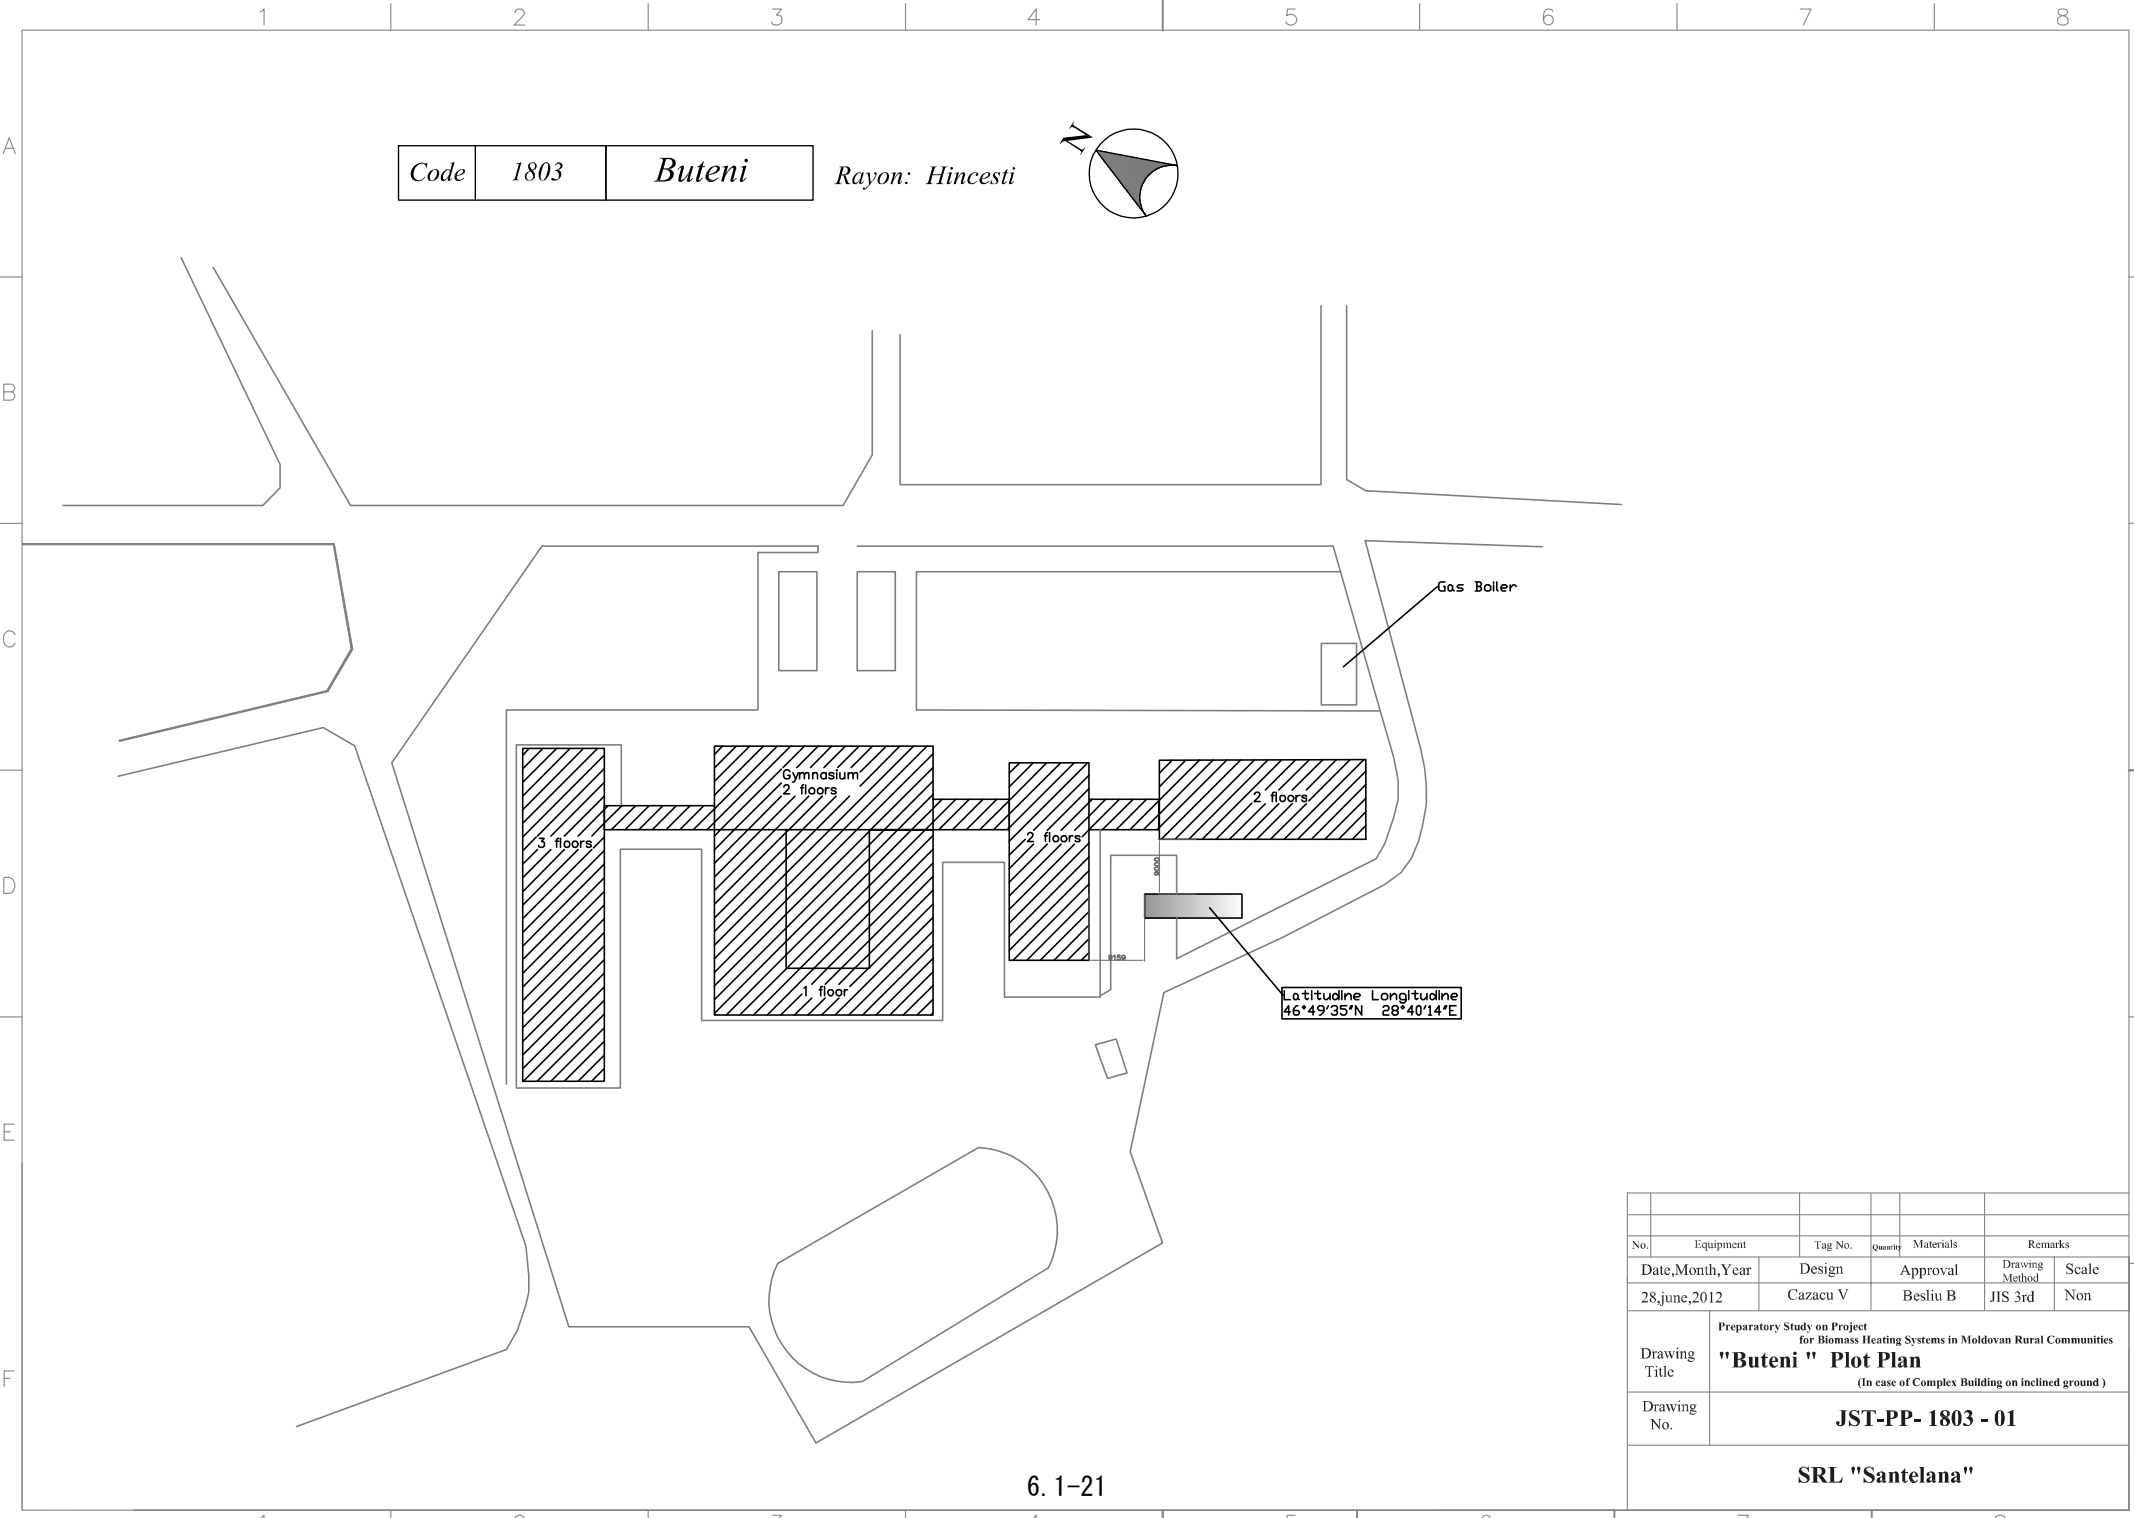 1 2 3 4 5 6 7 8
A
B
C
D
E
F
Code 1803 Buteni Rayon: Hincesti
N
Gas Boiler
Gymnasium
2 floors
2 floors
3 floors
2 floors
9000
9159
1 floor
Latitudine Longitudine
46°49'35"N 28°40'14"E
No. Equipment Tag No. Quantity Materials Remarks
Date,Month,Year Design Approval Drawing Method Scale
28,june,2012 Cazacu V Besliu B JIS 3rd Non
Drawing Title
Preparatory Study on Project
for Biomass Heating Systems in Moldovan Rural Communities
"Buteni " Plot Plan
(In case of Complex Building on inclined ground )
Drawing No.
JST-PP- 1803 - 01
SRL "Santelana"
6. 1-21